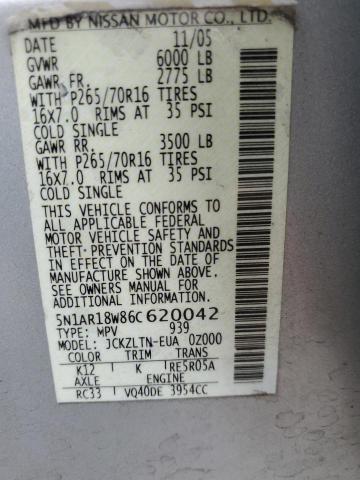 MFD BY NISSAN MOTOR CO., LTD.
DATE 11/05
GVWR 6000 LB
GAWR FR. 2775 LB
WITH P265/70R16 TIRES
16x7.0 RIMS AT 35 PSI
COLD SINGLE
GAWR RR. 3500 LB
WITH P265/70R16 TIRES
16x7.0 RIMS AT 35 PSI
COLD SINGLE
THIS VEHICLE CONFORMS TO
ALL APPLICABLE FEDERAL
MOTOR VEHICLE SAFETY AND
THEFT-PREVENTION STANDARDS
IN EFFECT ON THE DATE OF
MANUFACTURE SHOWN ABOVE.
SEE OWNERS MANUAL FOR
ADDITIONAL INFORMATION.
5N1AR18W86C620042
TYPE: MPV 939
MODEL: JCKZLTN-EUA 0Z000
COLOR TRIM TRANS
K12 K RE5R05A
AXLE ENGINE
RC33 VQ40DE 3954CC